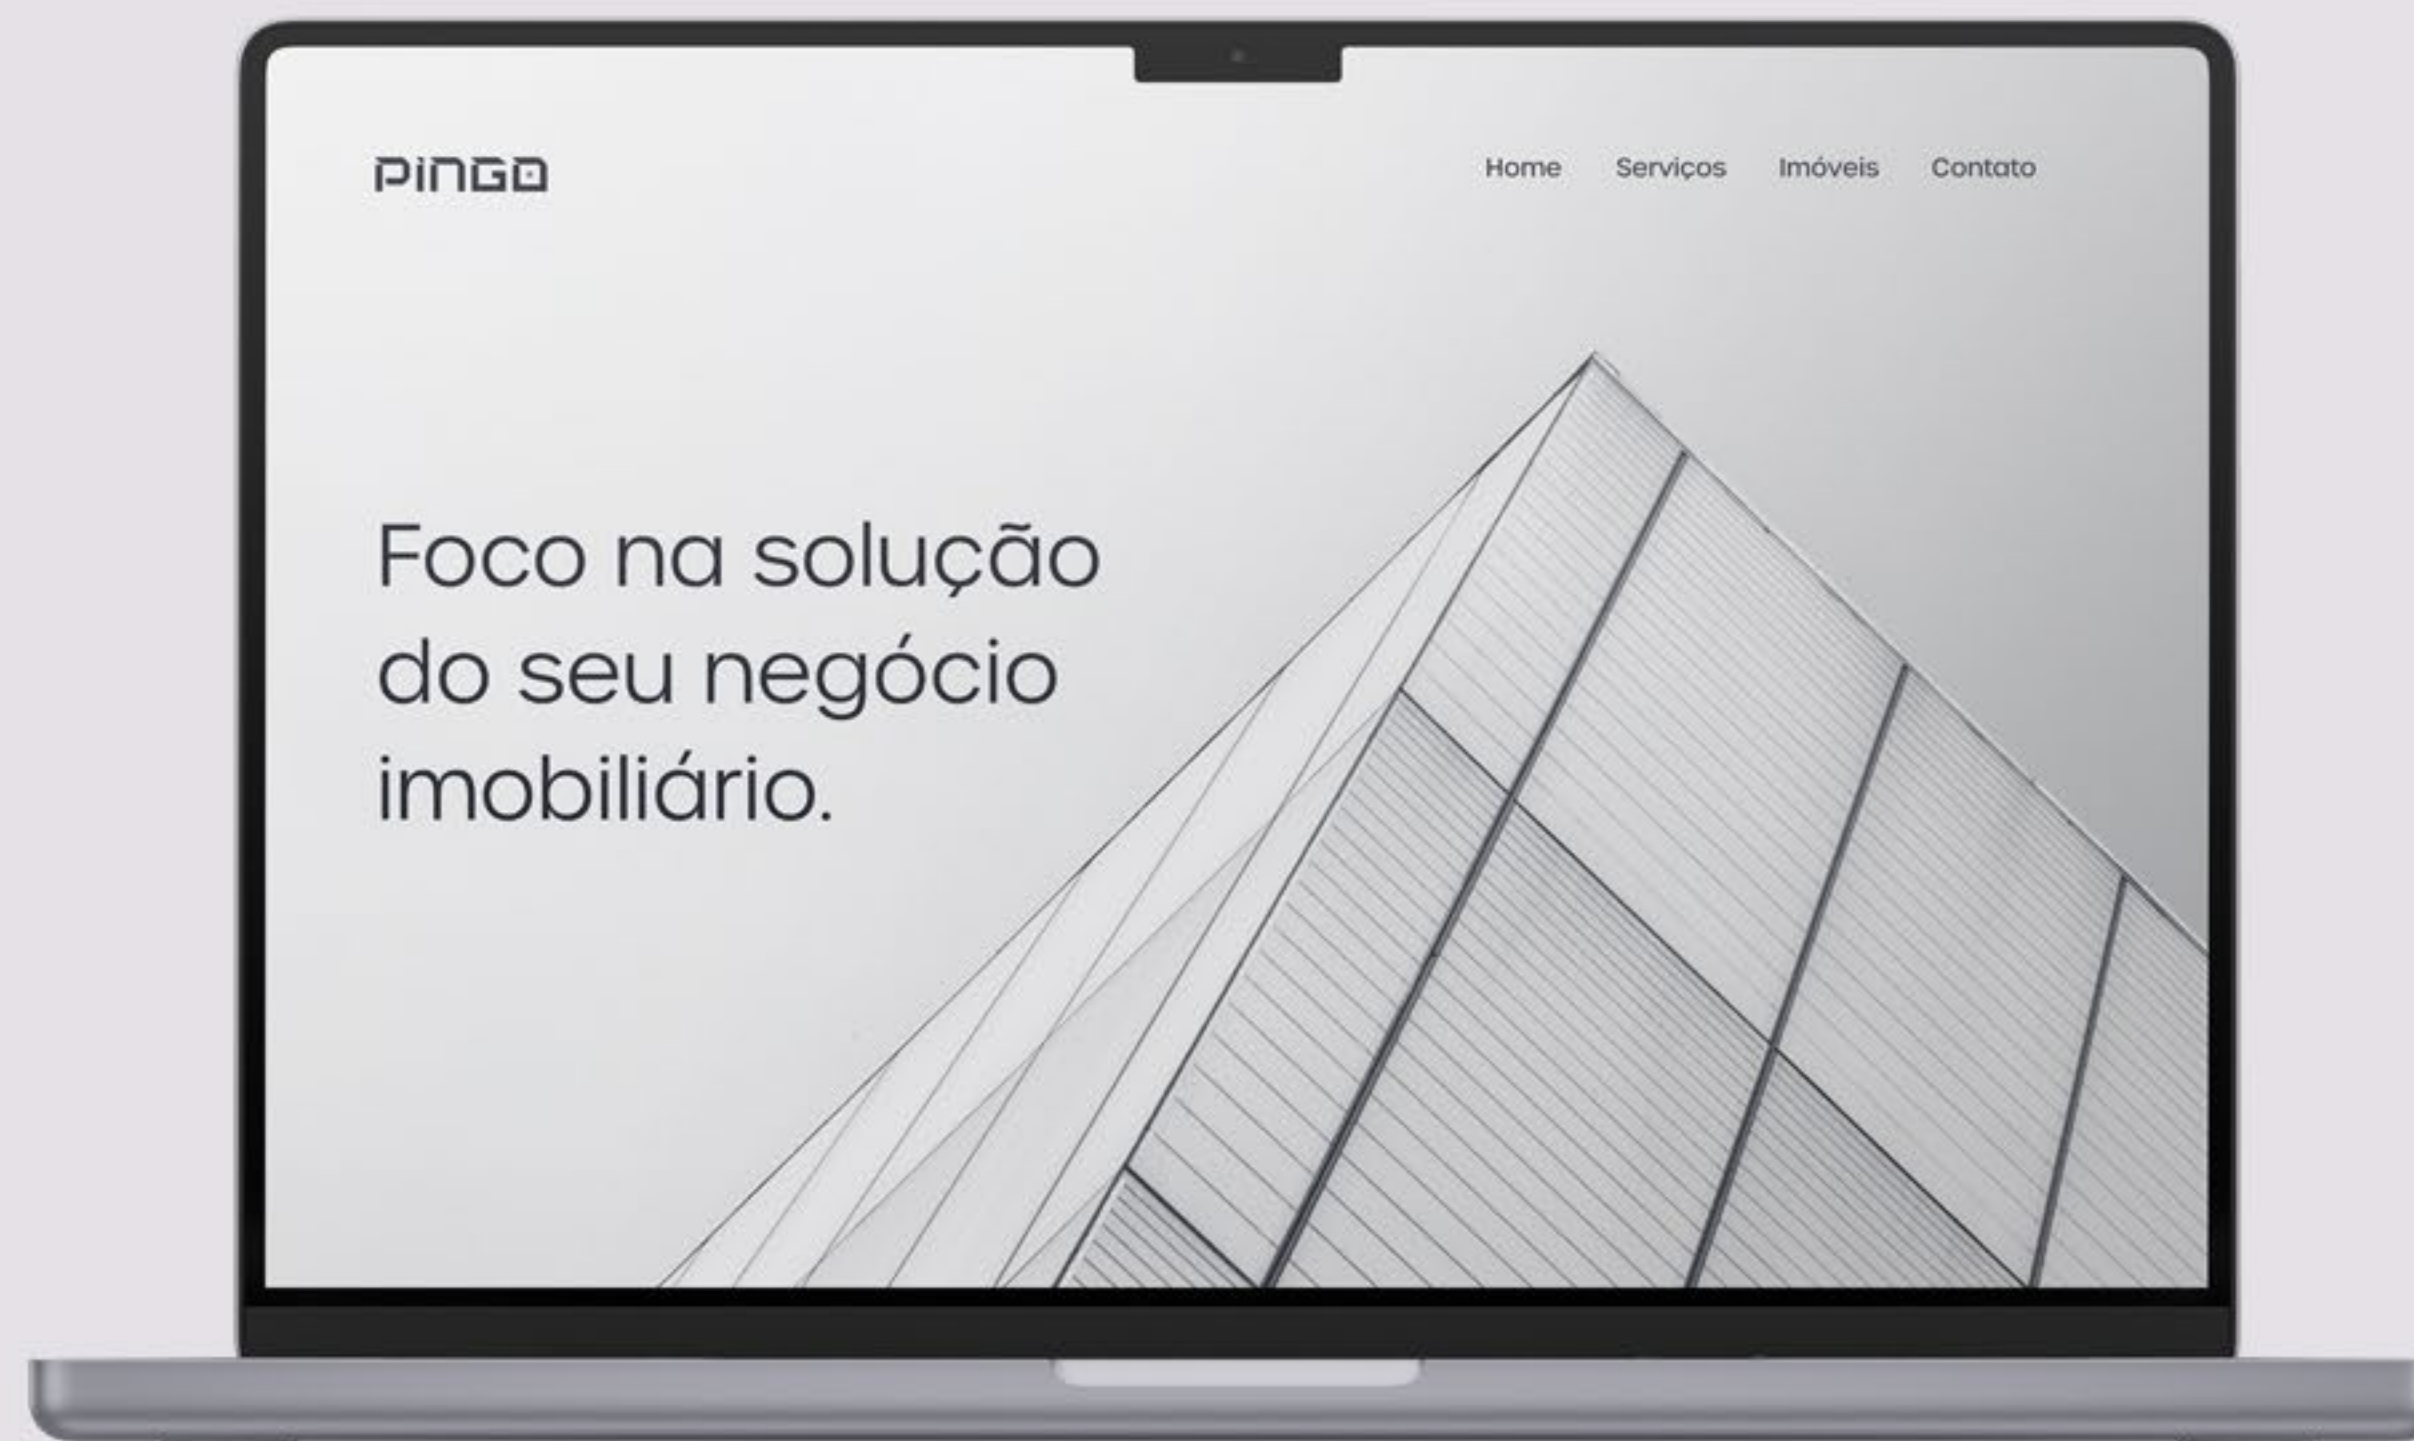 PINGO
Home Serviços Imóveis Contato
Foco na solução
do seu negócio
imobiliário.